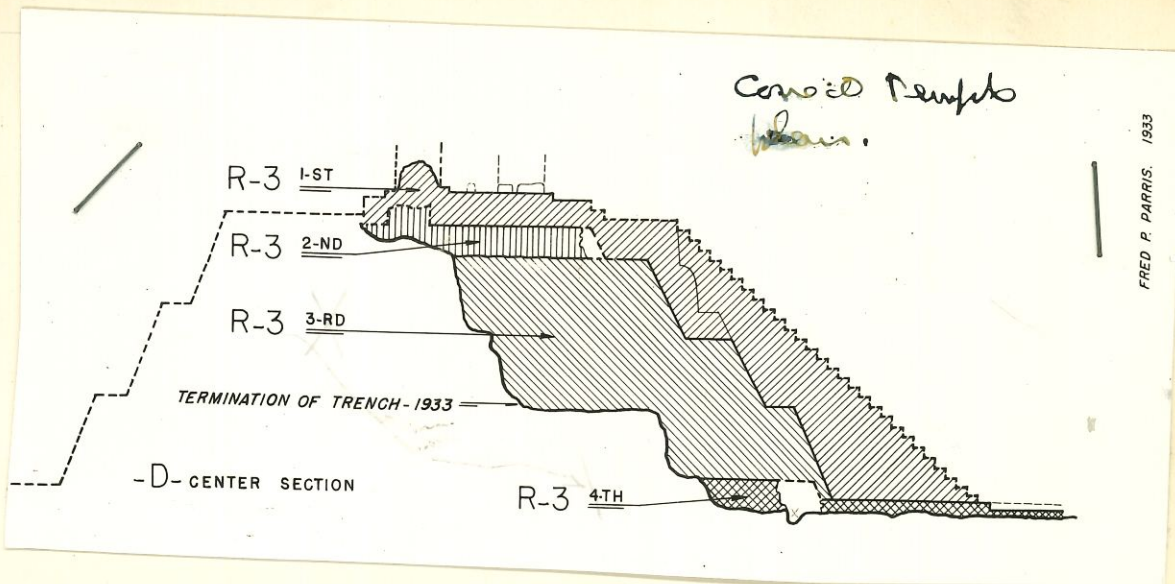 R-3 1-ST
R-3 2-ND
R-3 3-RD
TERMINATION OF TRENCH-1933
-D- CENTER SECTION
R-3 4-TH
FRED P. PARRIS. 1933